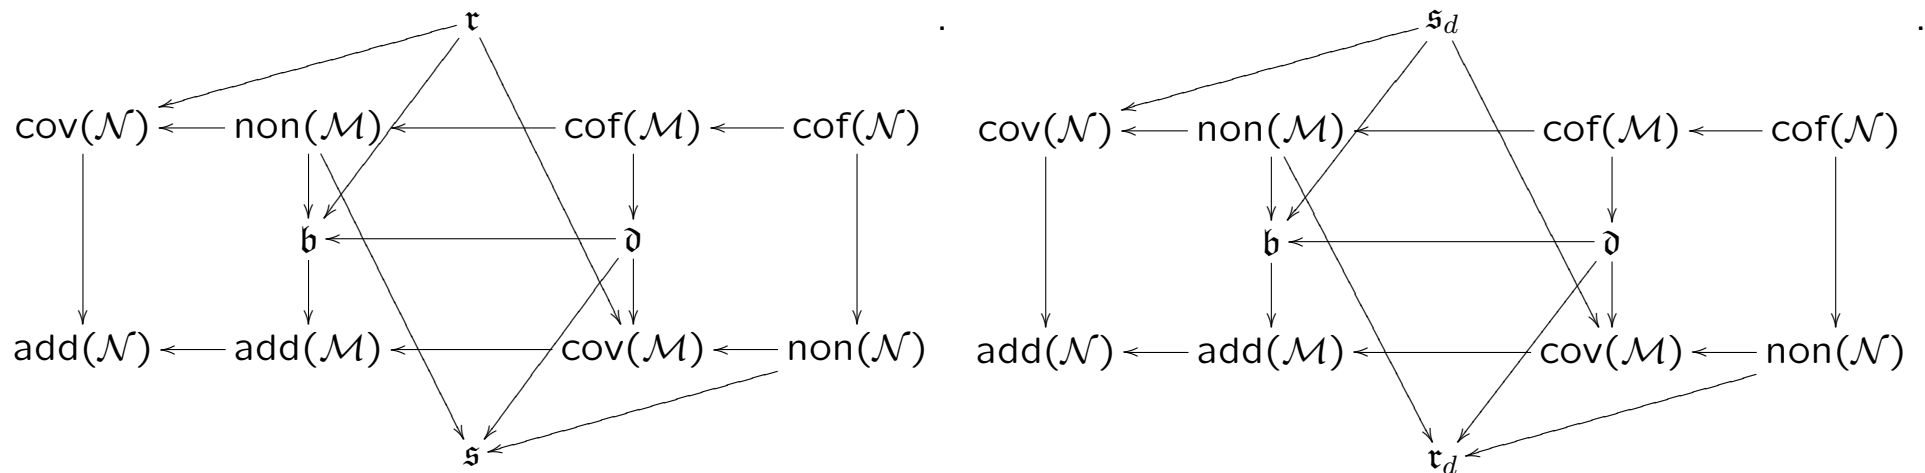 𝔯 .
cov(𝒩) non(ℳ) cof(ℳ) cof(𝒩)
𝔟 𝔡
add(𝒩) add(ℳ) cov(ℳ) non(𝒩)
𝔰
𝔰_d .
cov(𝒩) non(ℳ) cof(ℳ) cof(𝒩)
𝔟 𝔡
add(𝒩) add(ℳ) cov(ℳ) non(𝒩)
𝔯_d